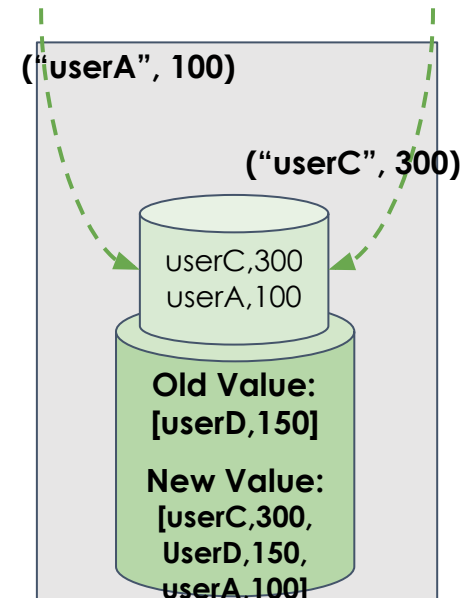 (“userA”, 100)
(“userC”, 300)
userC,300
userA,100
Old Value:
[userD,150]
New Value:
[userC,300,
UserD,150,
userA,100]